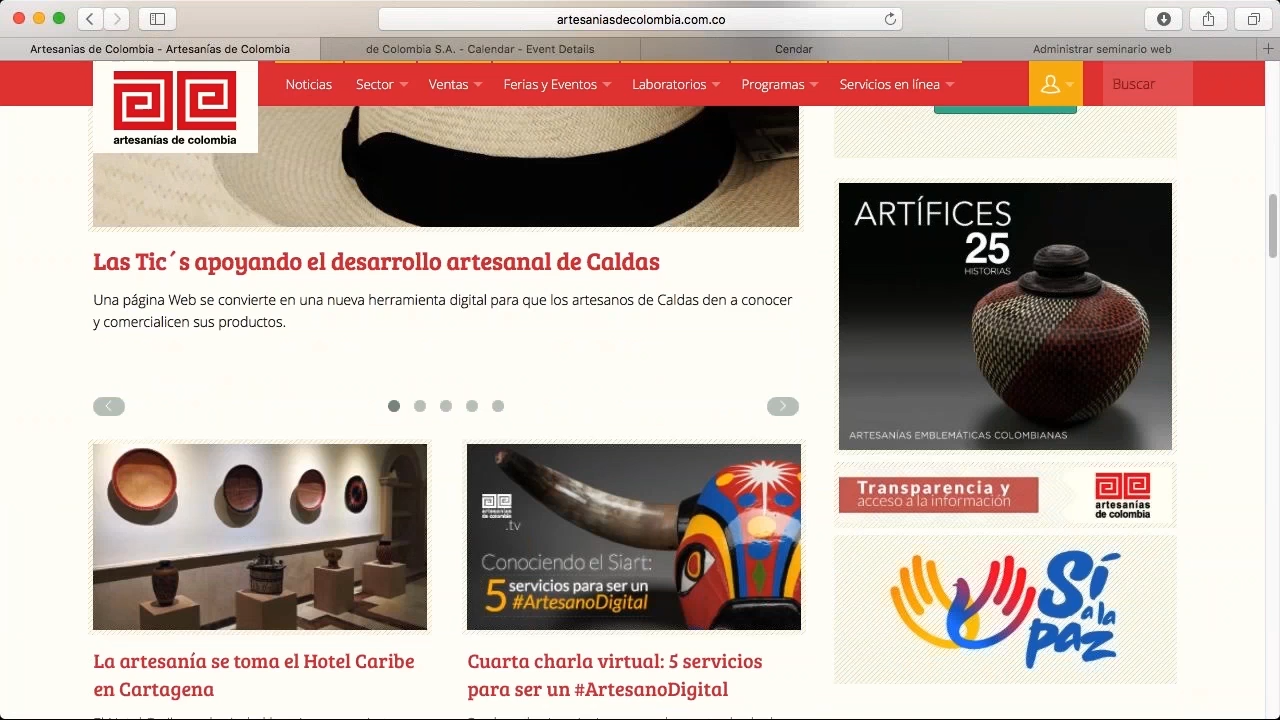 artesaniasdecolombia.com.co
Artesanías de Colombia - Artesanías de Colombia
de Colombia S.A. - Calendar - Event Details
Cendar
Administrar seminario web
artesanías de colombia
Noticias
Sector
Ventas
Ferias y Eventos
Laboratorios
Programas
Servicios en línea
Buscar
Las Tic´s apoyando el desarrollo artesanal de Caldas
Una página Web se convierte en una nueva herramienta digital para que los artesanos de Caldas den a conocer
y comercialicen sus productos.
ARTÍFICES
25
HISTORIAS
ARTESANÍAS EMBLEMÁTICAS COLOMBIANAS
artesanías
de colombia
.tv
Conociendo el Siart:
5 servicios para ser un
#ArtesanoDigital
Transparencia y
acceso a la información
artesanías
de colombia
Sí
a la
paz
La artesanía se toma el Hotel Caribe
en Cartagena
Cuarta charla virtual: 5 servicios
para ser un #ArtesanoDigital